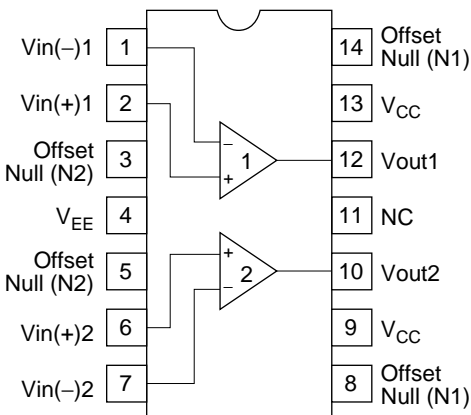 Vin(−)1 1
Vin(+)1 2
Offset
Null (N2) 3
VEE 4
Offset
Null (N2) 5
Vin(+)2 6
Vin(−)2 7
−
+
1
+
−
2
14 Offset
Null (N1)
13 VCC
12 Vout1
11 NC
10 Vout2
9 VCC
8 Offset
Null (N1)